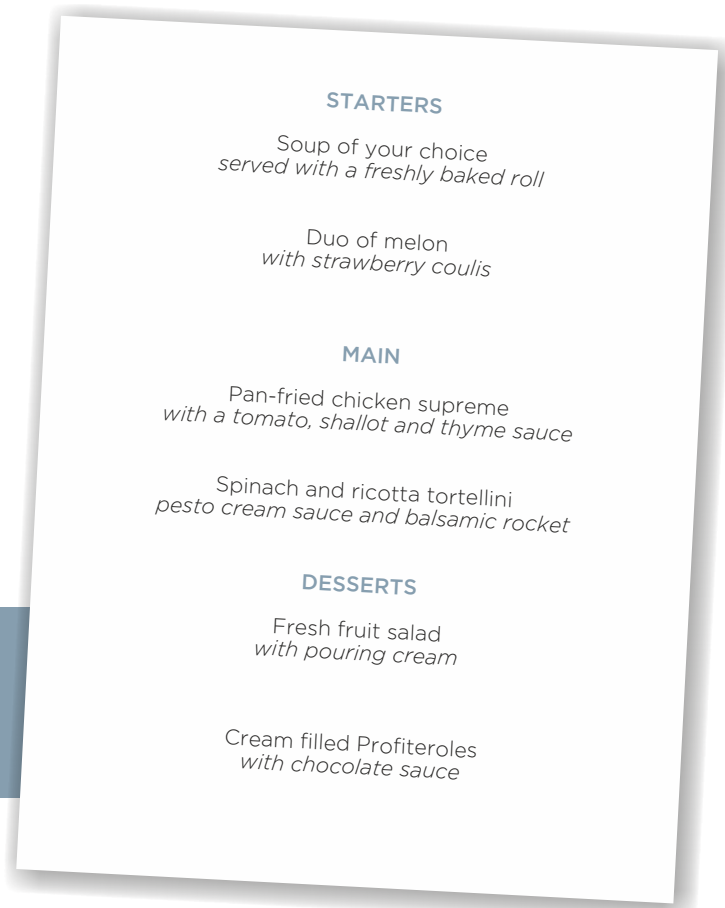 STARTERS
Soup of your choice
served with a freshly baked roll
Duo of melon
with strawberry coulis
MAIN
Pan-fried chicken supreme
with a tomato, shallot and thyme sauce
Spinach and ricotta tortellini
pesto cream sauce and balsamic rocket
DESSERTS
Fresh fruit salad
with pouring cream
Cream filled Profiteroles
with chocolate sauce